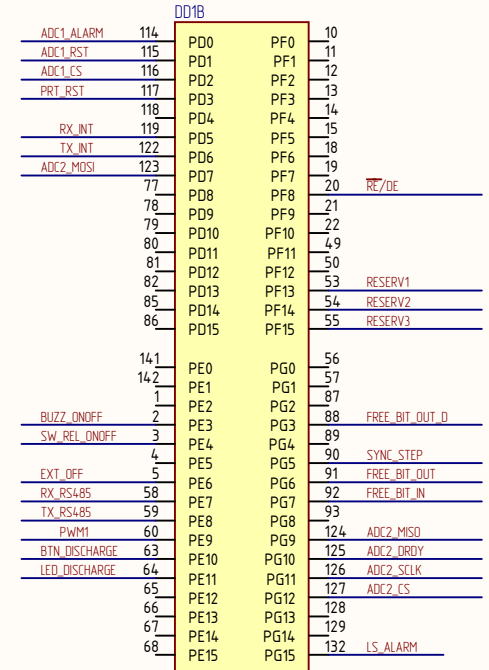 DD1B
ADC1_ALARM 114 PD0 PF0 10
ADC1_RST 115 PD1 PF1 11
ADC1_CS 116 PD2 PF2 12
PRT_RST 117 PD3 PF3 13
118 PD4 PF4 14
RX_INT 119 PD5 PF5 15
TX_INT 122 PD6 PF6 18
ADC2_MOSI 123 PD7 PF7 19
77 PD8 PF8 20 RE/DE
78 PD9 PF9 21
79 PD10 PF10 22
80 PD11 PF11 49
81 PD12 PF12 50
82 PD13 PF13 53 RESERV1
85 PD14 PF14 54 RESERV2
86 PD15 PF15 55 RESERV3
141 PE0 PG0 56
142 PE1 PG1 57
1 PE2 PG2 87
BUZZ_ONOFF 2 PE3 PG3 88 FREE_BIT_OUT_D
SW_REL_ONOFF 3 PE4 PG4 89
4 PE5 PG5 90 SYNC_STEP
EXT_OFF 5 PE6 PG6 91 FREE_BIT_OUT
RX_RS485 58 PE7 PG7 92 FREE_BIT_IN
TX_RS485 59 PE8 PG8 93
PWM1 60 PE9 PG9 124 ADC2_MISO
BTN_DISCHARGE 63 PE10 PG10 125 ADC2_DRDY
LED_DISCHARGE 64 PE11 PG11 126 ADC2_SCLK
65 PE12 PG12 127 ADC2_CS
66 PE13 PG13 128
67 PE14 PG14 129
68 PE15 PG15 132 LS_ALARM